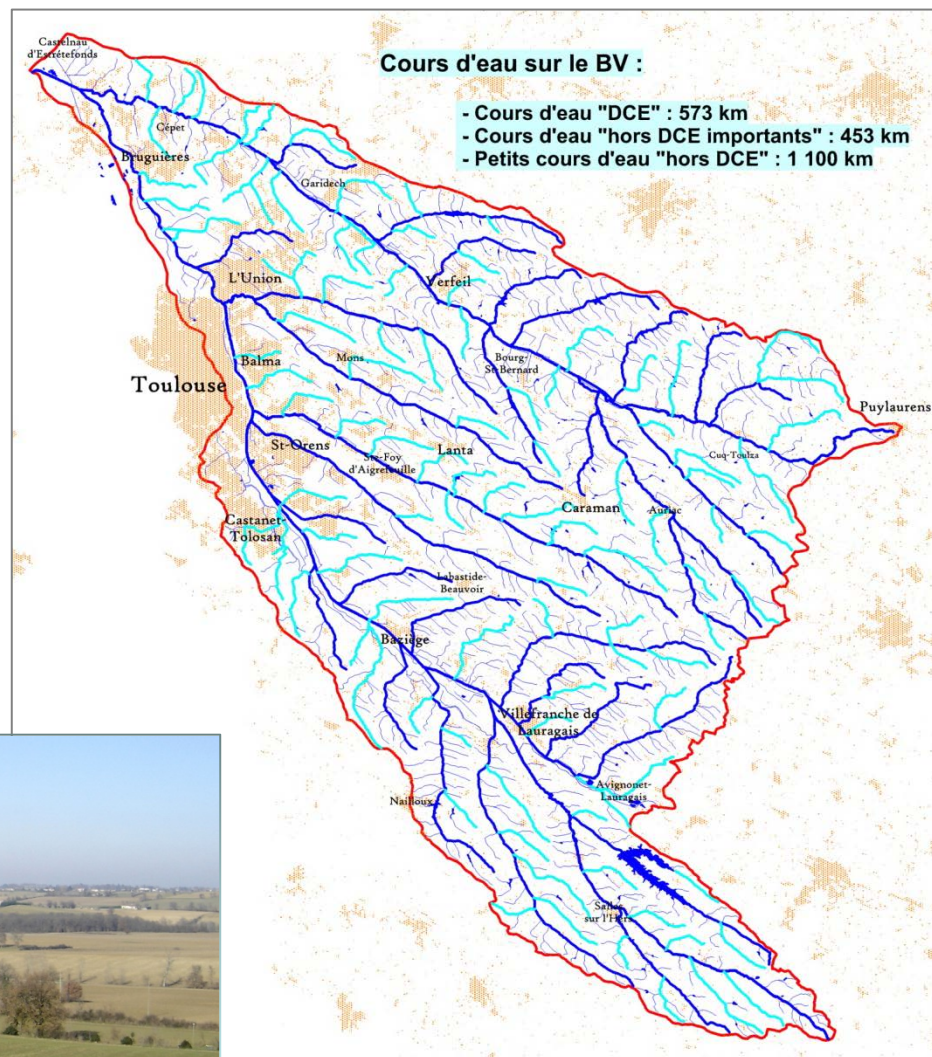 Castelnau
d'Estrétefonds
Cours d'eau sur le BV :
- Cours d'eau "DCE" : 573 km
- Cours d'eau "hors DCE importants" : 453 km
- Petits cours d'eau "hors DCE" : 1 100 km
Cépet
Bruguières
Garidech
L'Union
Verfeil
Balma
Mons
Bourg-
St-Bernard
Toulouse
Puylaurens
St-Orens
Ste-Foy
d'Aigrefeuille
Lanta
Cuq-Toulza
Caraman
Auriac
Castanet-
Tolosan
Labastide-
Beauvoir
Baziège
Villefranche de
Lauragais
Avignonet-
Lauragais
Nailloux
Salles
sur l'Hers